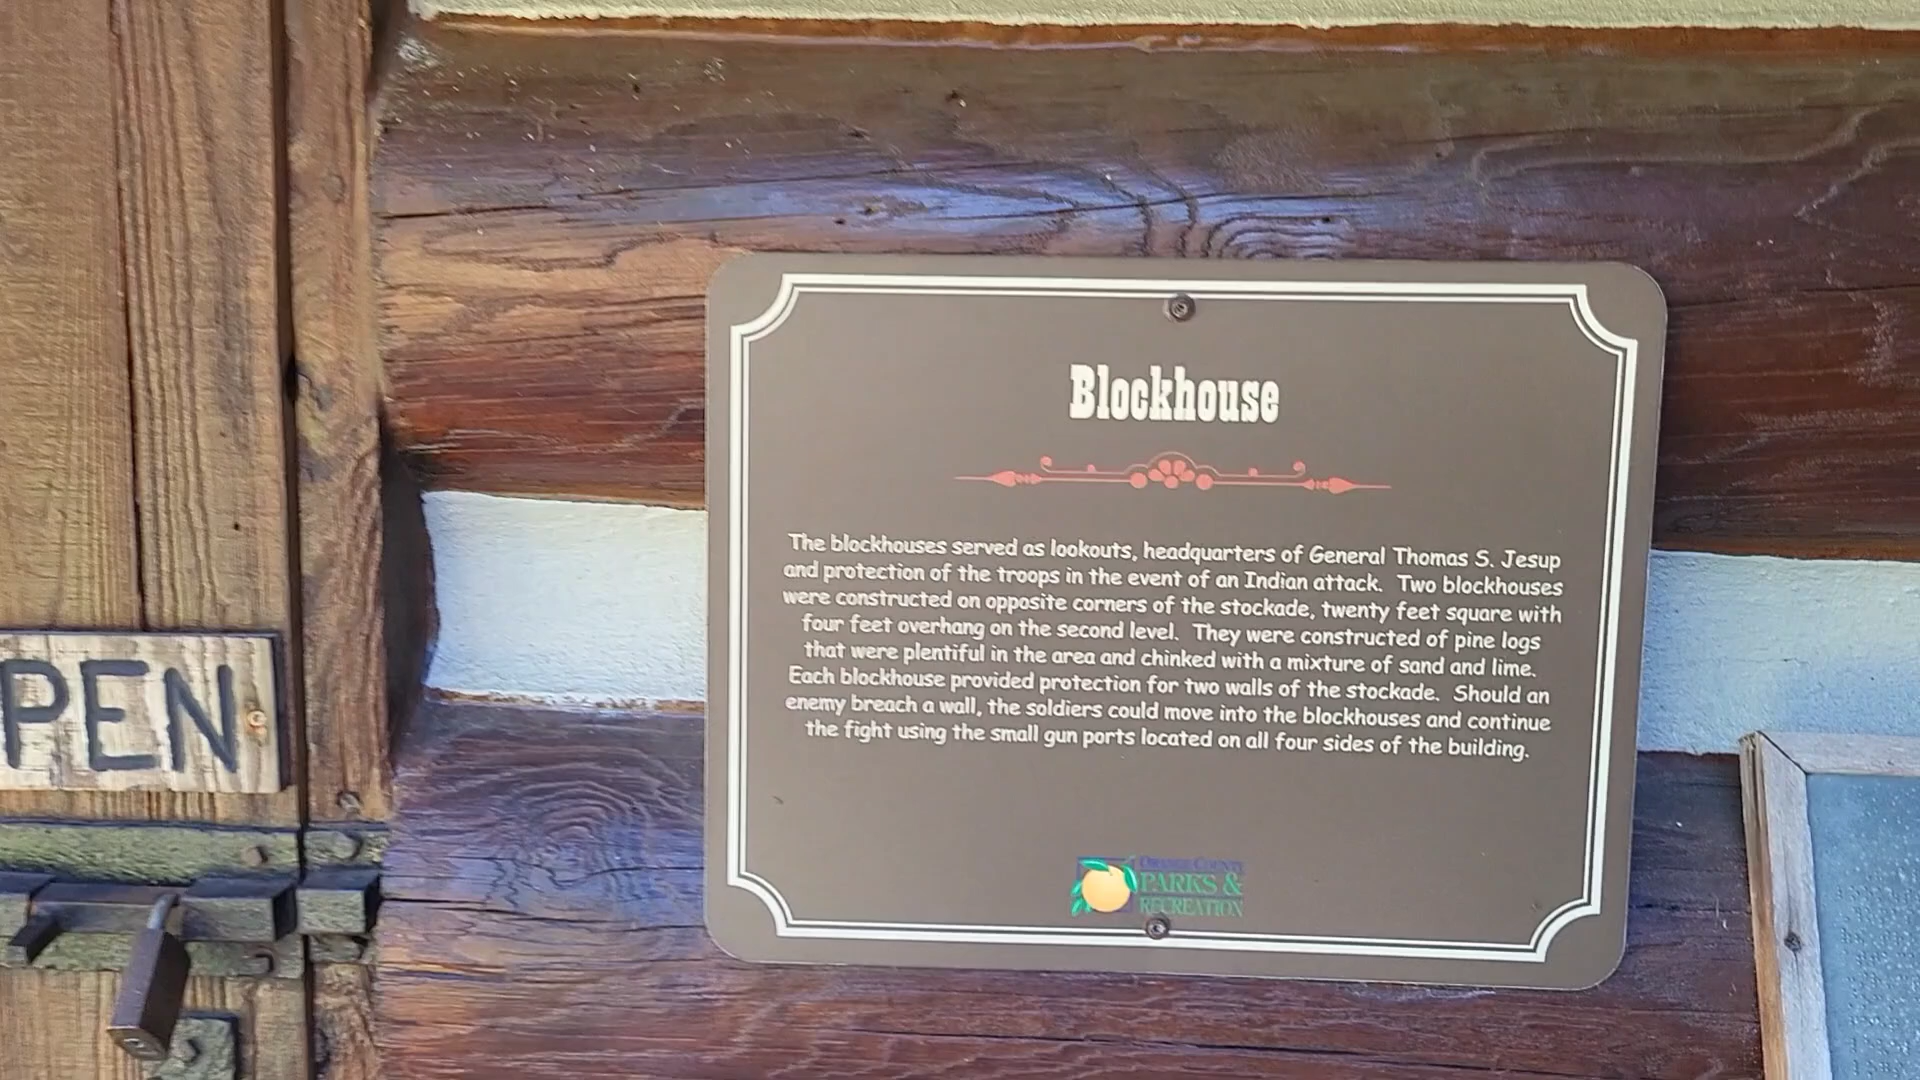 Blockhouse
The blockhouses served as lookouts, headquarters of General Thomas S. Jesup
and protection of the troops in the event of an Indian attack. Two blockhouses
were constructed on opposite corners of the stockade, twenty feet square with
four feet overhang on the second level. They were constructed of pine logs
that were plentiful in the area and chinked with a mixture of sand and lime.
Each blockhouse provided protection for two walls of the stockade. Should an
enemy breach a wall, the soldiers could move into the blockhouses and continue
the fight using the small gun ports located on all four sides of the building.
PEN
ORANGE COUNTY
PARKS &
RECREATION